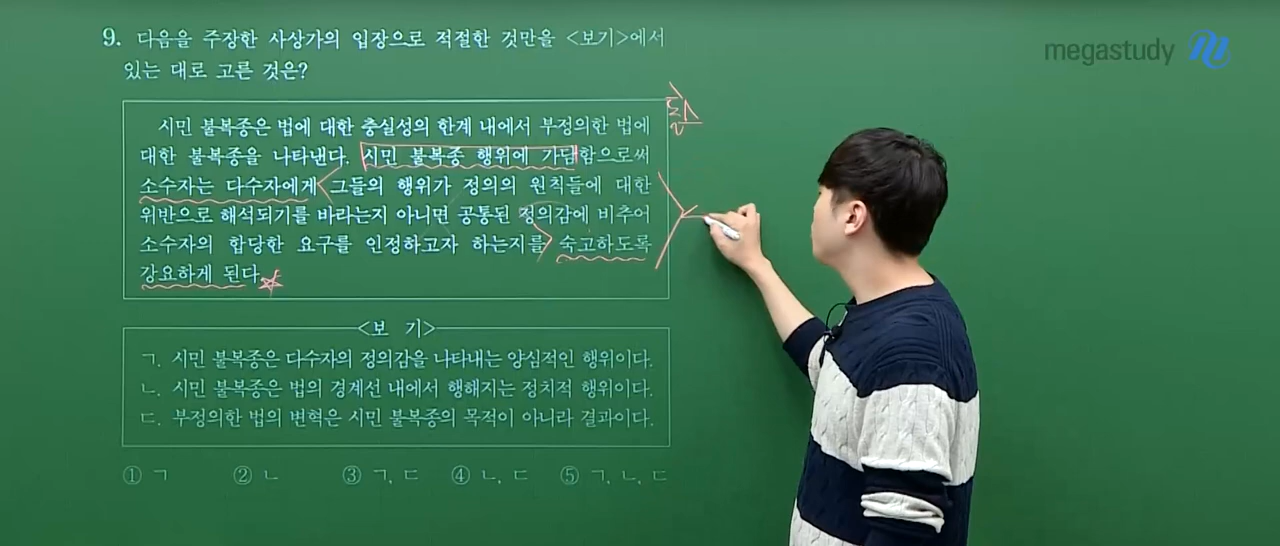 megastudy
9. 다음을 주장한 사상가의 입장으로 적절한 것만을 <보기>에서
있는 대로 고른 것은?
시민 불복종은 법에 대한 충실성의 한계 내에서 부정의한 법에
대한 불복종을 나타낸다. 시민 불복종 행위에 가담함으로써
소수자는 다수자에게 그들의 행위가 정의의 원칙들에 대한
위반으로 해석되기를 바라는지 아니면 공통된 정의감에 비추어
소수자의 합당한 요구를 인정하고자 하는지를 숙고하도록
강요하게 된다.
<보 기>
ㄱ. 시민 불복종은 다수자의 정의감을 나타내는 양심적인 행위이다.
ㄴ. 시민 불복종은 법의 경계선 내에서 행해지는 정치적 행위이다.
ㄷ. 부정의한 법의 변혁은 시민 불복종의 목적이 아니라 결과이다.
① ㄱ ② ㄴ ③ ㄱ, ㄷ ④ ㄴ, ㄷ ⑤ ㄱ, ㄴ, ㄷ